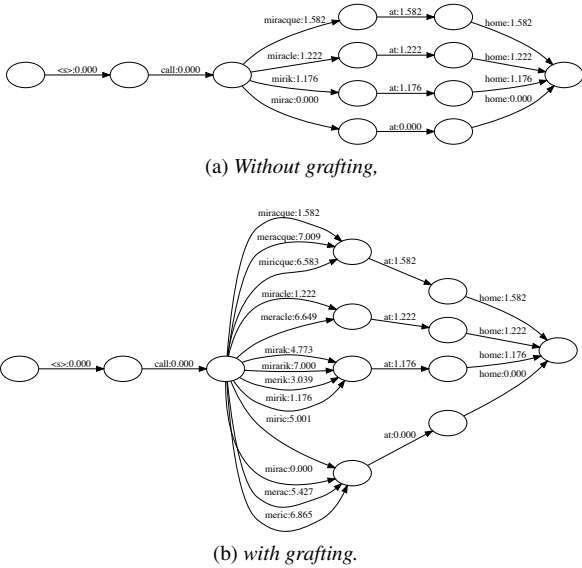 miracque:1.582
at:1.582
home:1.582
miracle:1.222
at:1.222
home:1.222
<s>:0.000
call:0.000
mirik:1.176
at:1.176
home:1.176
mirac:0.000
at:0.000
home:0.000
(a) Without grafting,
miracque:1.582
meracque:7.009
miricque:6.583
at:1.582
home:1.582
miracle:1.222
meracle:6.649
at:1.222
home:1.222
mirak:4.773
mirarik:7.000
merik:3.039
mirik:1.176
at:1.176
home:1.176
home:0.000
<s>:0.000
call:0.000
miric:5.001
at:0.000
mirac:0.000
merac:5.427
meric:6.865
(b) with grafting.